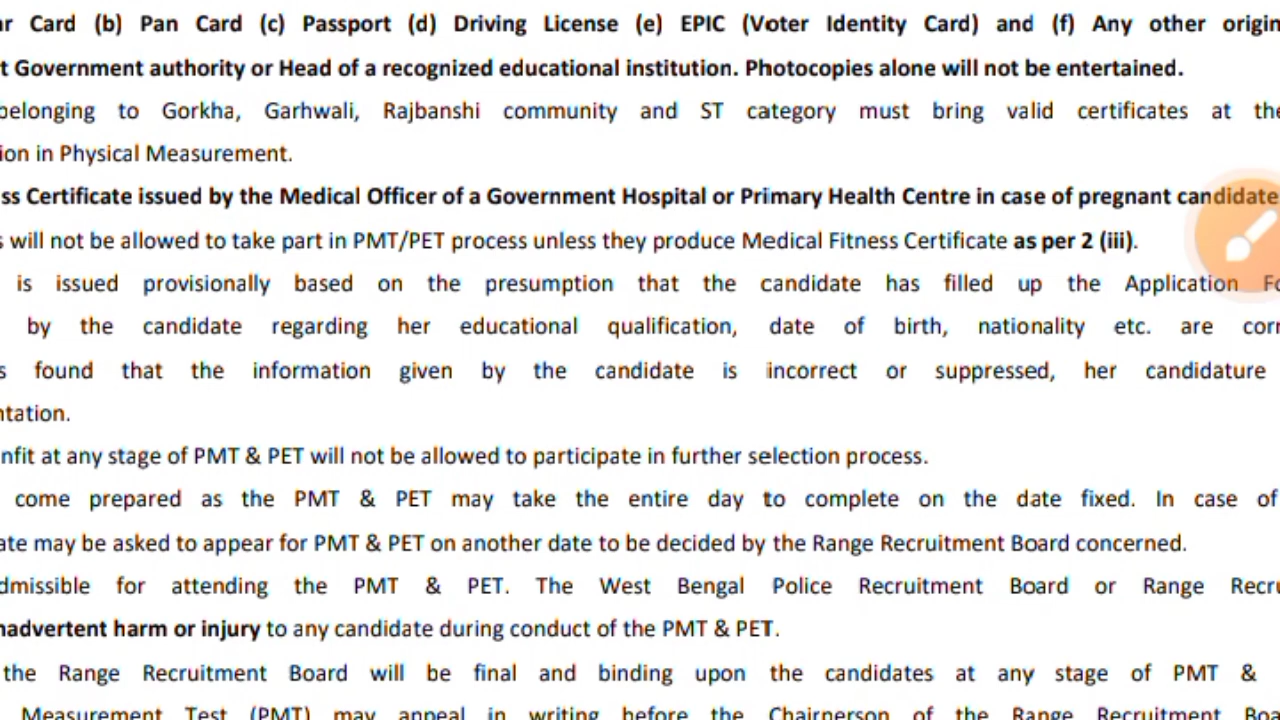 r Card (b) Pan Card (c) Passport (d) Driving License (e) EPIC (Voter Identity Card) and (f) Any other origin
t Government authority or Head of a recognized educational institution. Photocopies alone will not be entertained.
belonging to Gorkha, Garhwali, Rajbanshi community and ST category must bring valid certificates at the
ion in Physical Measurement.
ss Certificate issued by the Medical Officer of a Government Hospital or Primary Health Centre in case of pregnant candidate
s will not be allowed to take part in PMT/PET process unless they produce Medical Fitness Certificate as per 2 (iii).
is issued provisionally based on the presumption that the candidate has filled up the Application Fo
by the candidate regarding her educational qualification, date of birth, nationality etc. are corr
s found that the information given by the candidate is incorrect or suppressed, her candidature
ntation.
nfit at any stage of PMT & PET will not be allowed to participate in further selection process.
come prepared as the PMT & PET may take the entire day to complete on the date fixed. In case of
ate may be asked to appear for PMT & PET on another date to be decided by the Range Recruitment Board concerned.
dmissible for attending the PMT & PET. The West Bengal Police Recruitment Board or Range Recru
nadvertent harm or injury to any candidate during conduct of the PMT & PET.
the Range Recruitment Board will be final and binding upon the candidates at any stage of PMT &
Measurement Test (PMT) may appeal in writing before the Chairperson of the Range Recruitment Boa